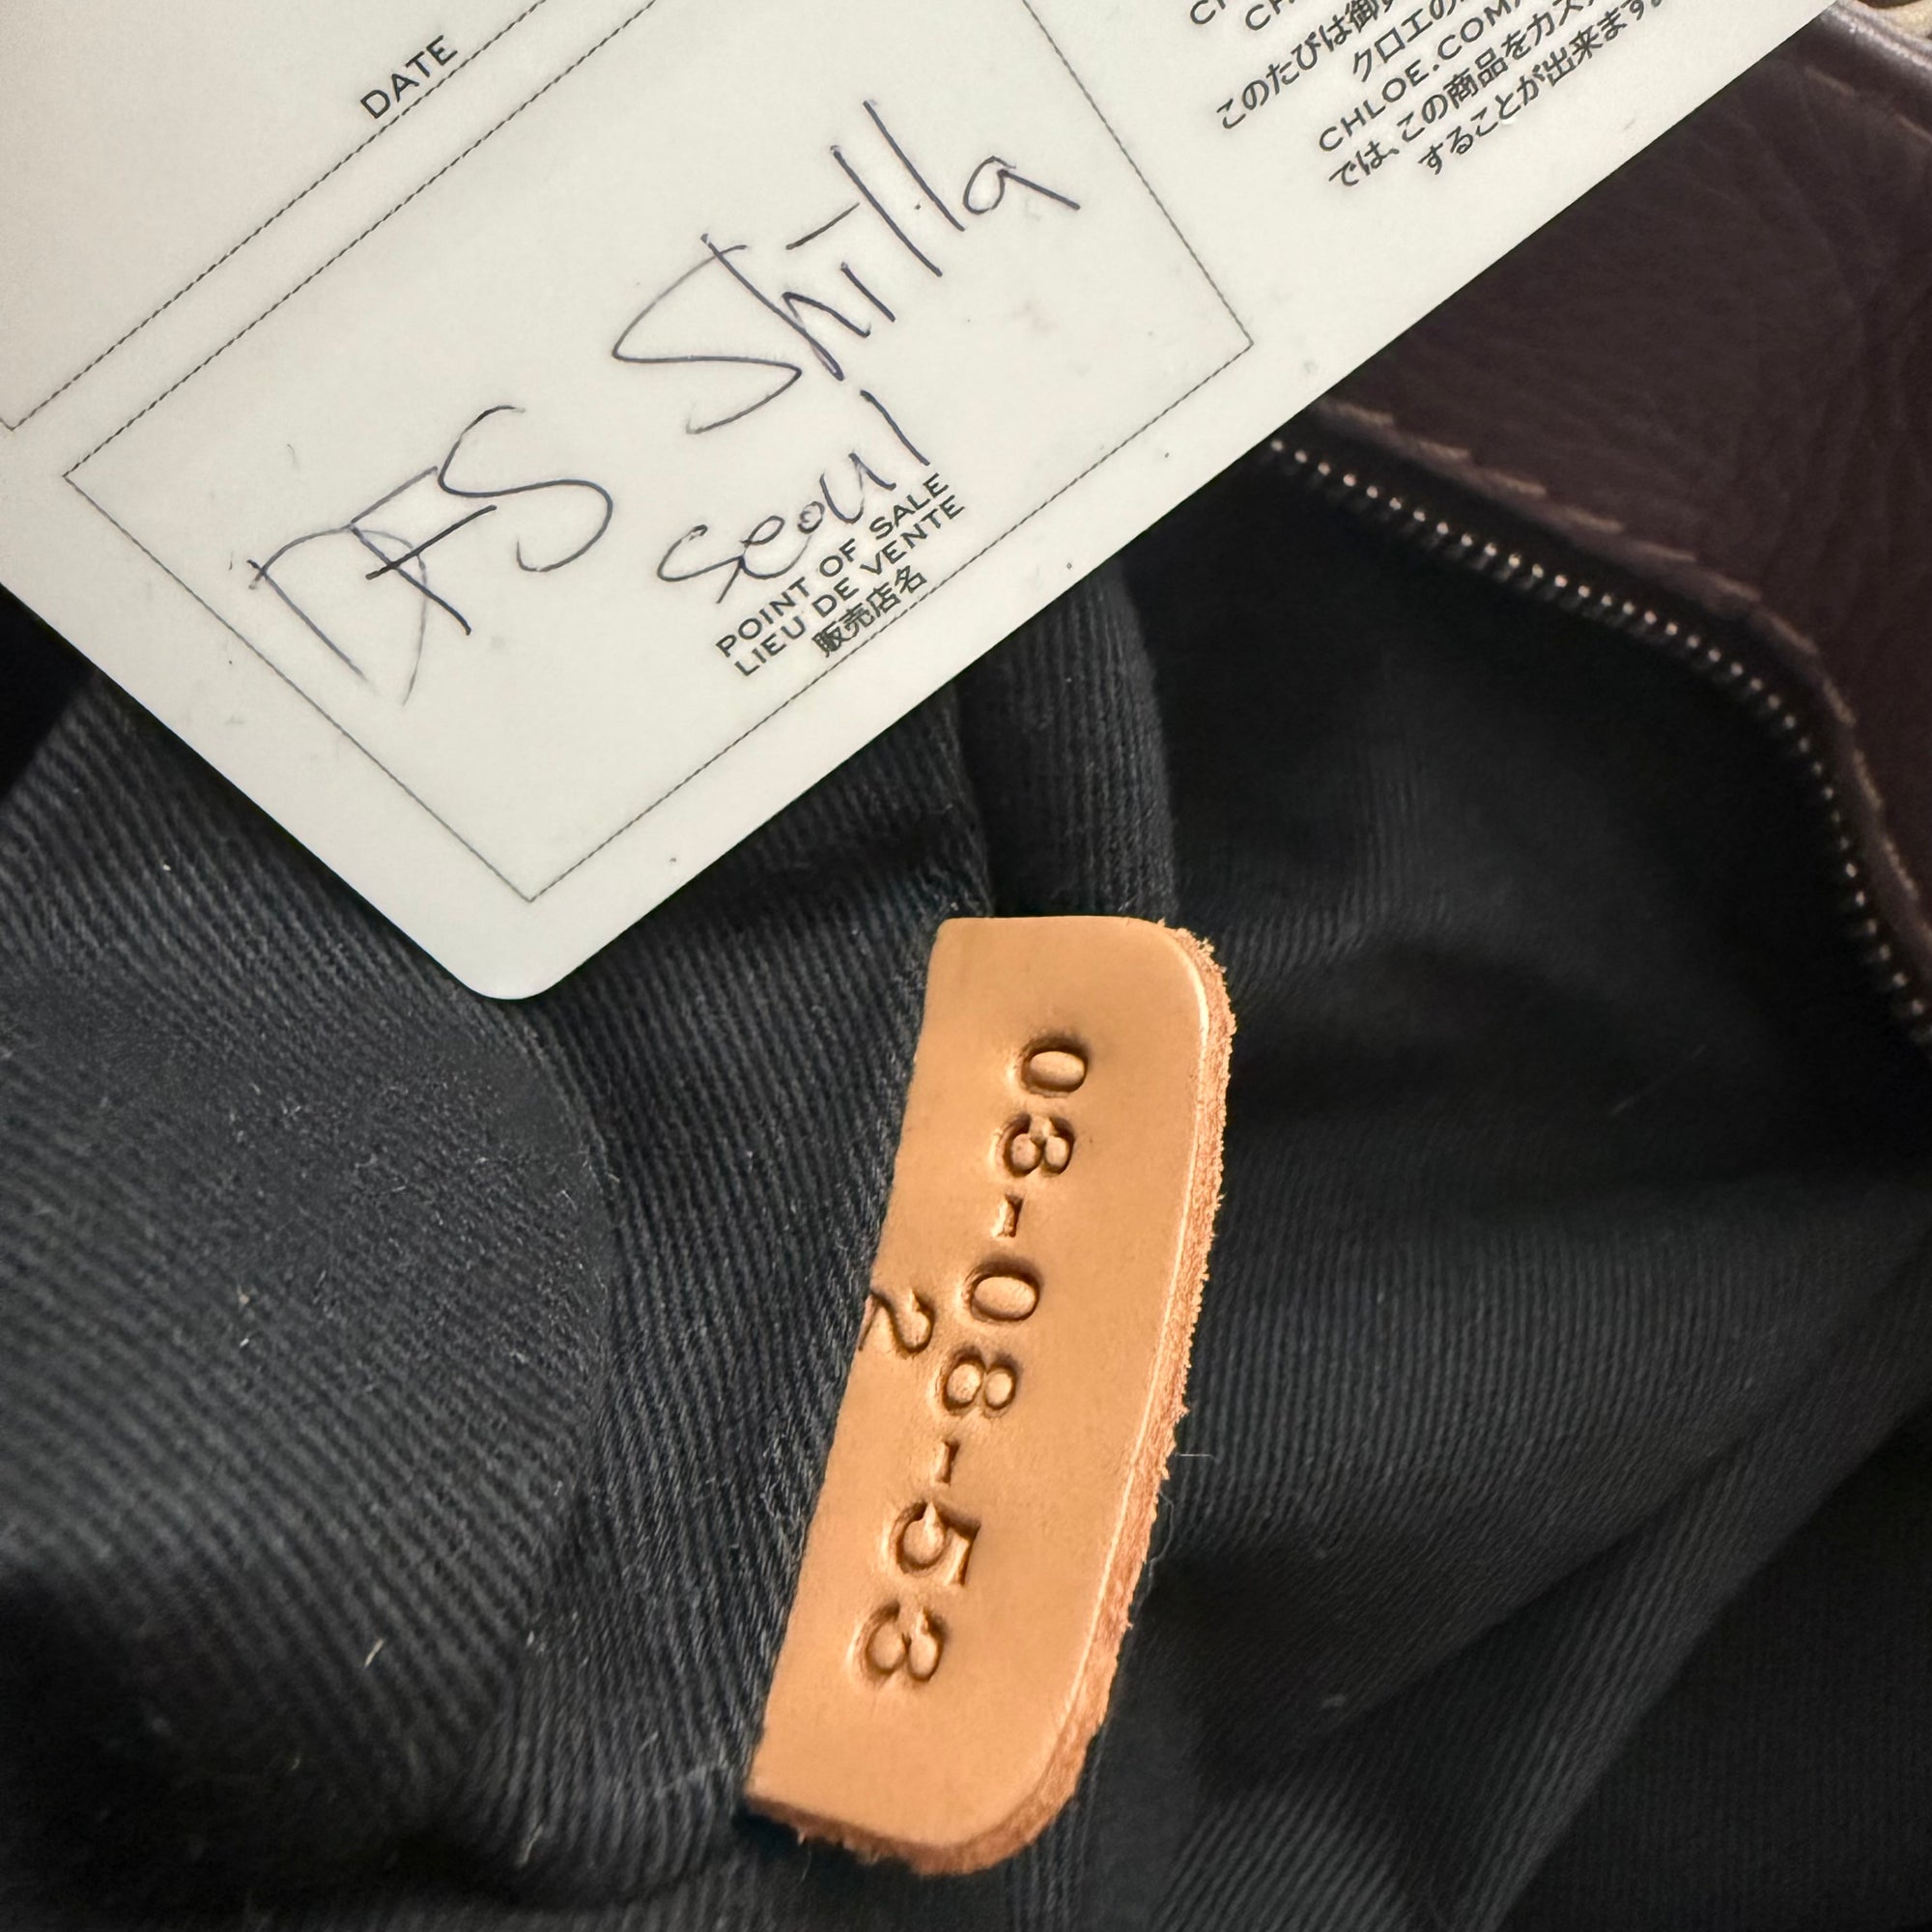 DATE
DFS Shilla
Seoul
POINT OF SALE
LIEU DE VENTE
販売店名
このたびは御
クロエの
CHLOE.COM
では、この商品をカス
することが出来ます。
03-08-53
2